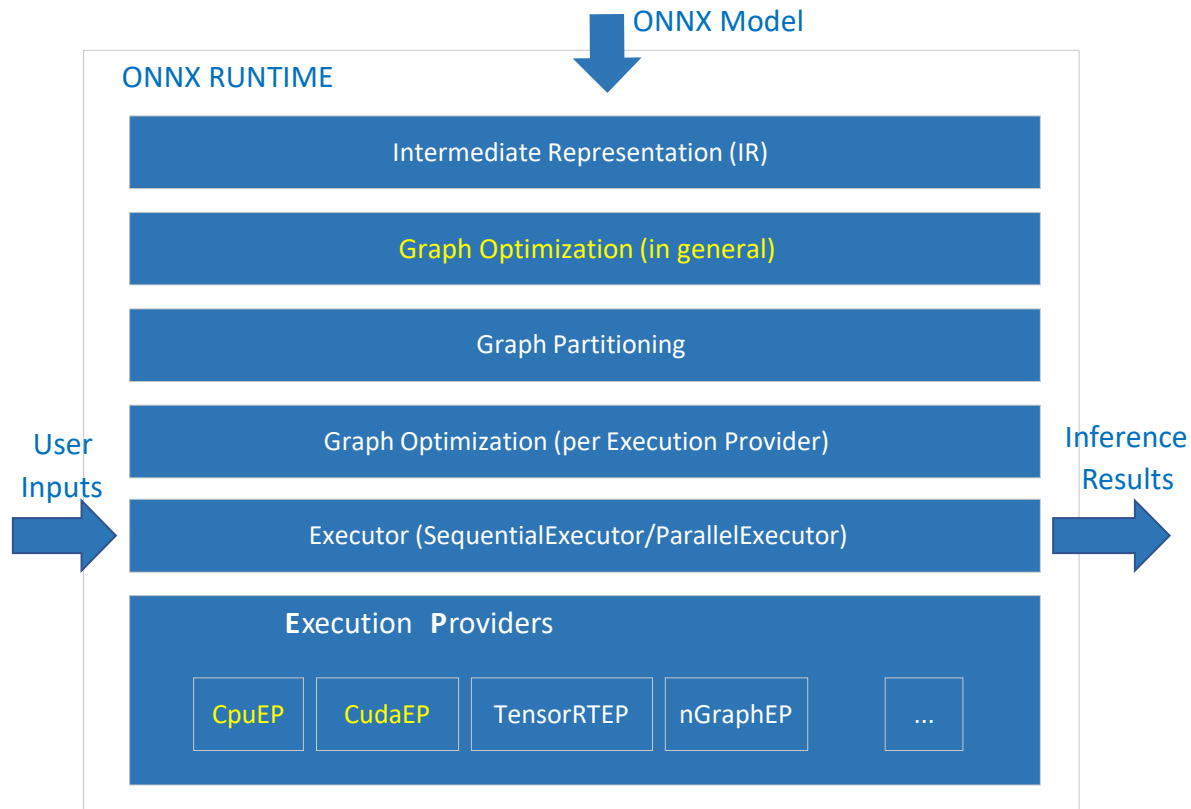 ONNX Model
ONNX RUNTIME
Intermediate Representation (IR)
Graph Optimization (in general)
Graph Partitioning
Graph Optimization (per Execution Provider)
User
Inputs
Executor (SequentialExecutor/ParallelExecutor)
Inference
Results
Execution Providers
CpuEP
CudaEP
TensorRTEP
nGraphEP
...